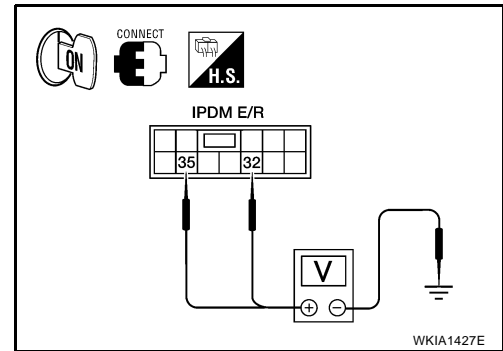 ON
CONNECT
H.S.
IPDM E/R
35 32
V
+ −
WKIA1427E